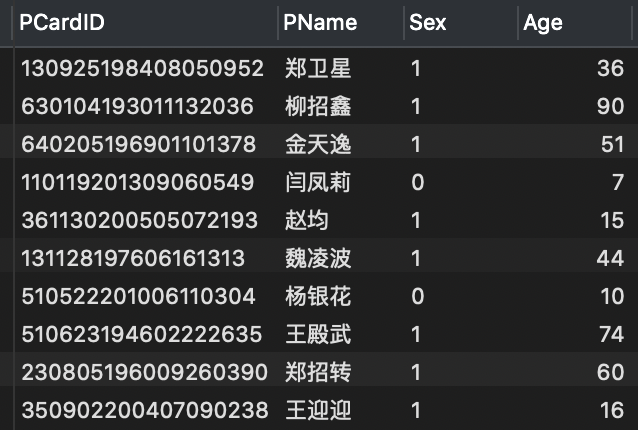 PCardID PName Sex Age
130925198408050952 郑卫星 1 36
630104193011132036 柳招鑫 1 90
640205196901101378 金天逸 1 51
110119201309060549 闫凤莉 0 7
361130200505072193 赵均 1 15
131128197606161313 魏凌波 1 44
510522201006110304 杨银花 0 10
510623194602222635 王殿武 1 74
230805196009260390 郑招转 1 60
350902200407090238 王迎迎 1 16